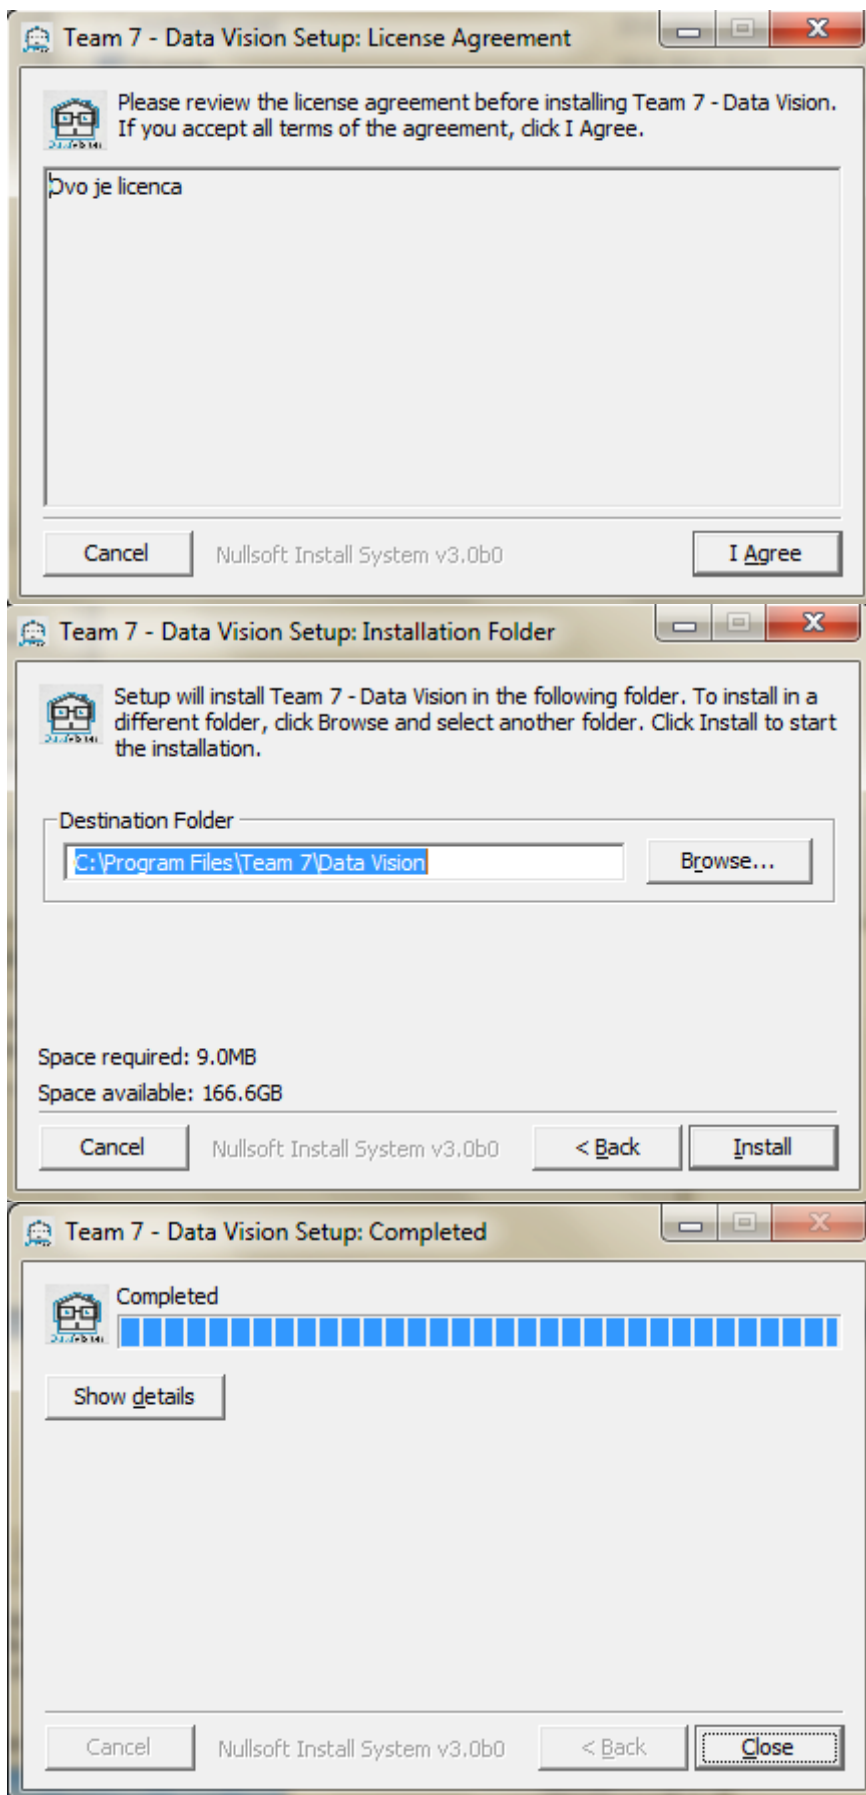 Team 7 - Data Vision Setup: License Agreement
Please review the license agreement before installing Team 7 - Data Vision.
If you accept all terms of the agreement, click I Agree.
Ovo je licenca
Cancel
Nullsoft Install System v3.0b0
I Agree
Team 7 - Data Vision Setup: Installation Folder
Setup will install Team 7 - Data Vision in the following folder. To install in a
different folder, click Browse and select another folder. Click Install to start
the installation.
Destination Folder
C:\Program Files\Team 7\Data Vision
Browse...
Space required: 9.0MB
Space available: 166.6GB
Cancel
Nullsoft Install System v3.0b0
< Back
Install
Team 7 - Data Vision Setup: Completed
Completed
Show details
Cancel
Nullsoft Install System v3.0b0
< Back
Close